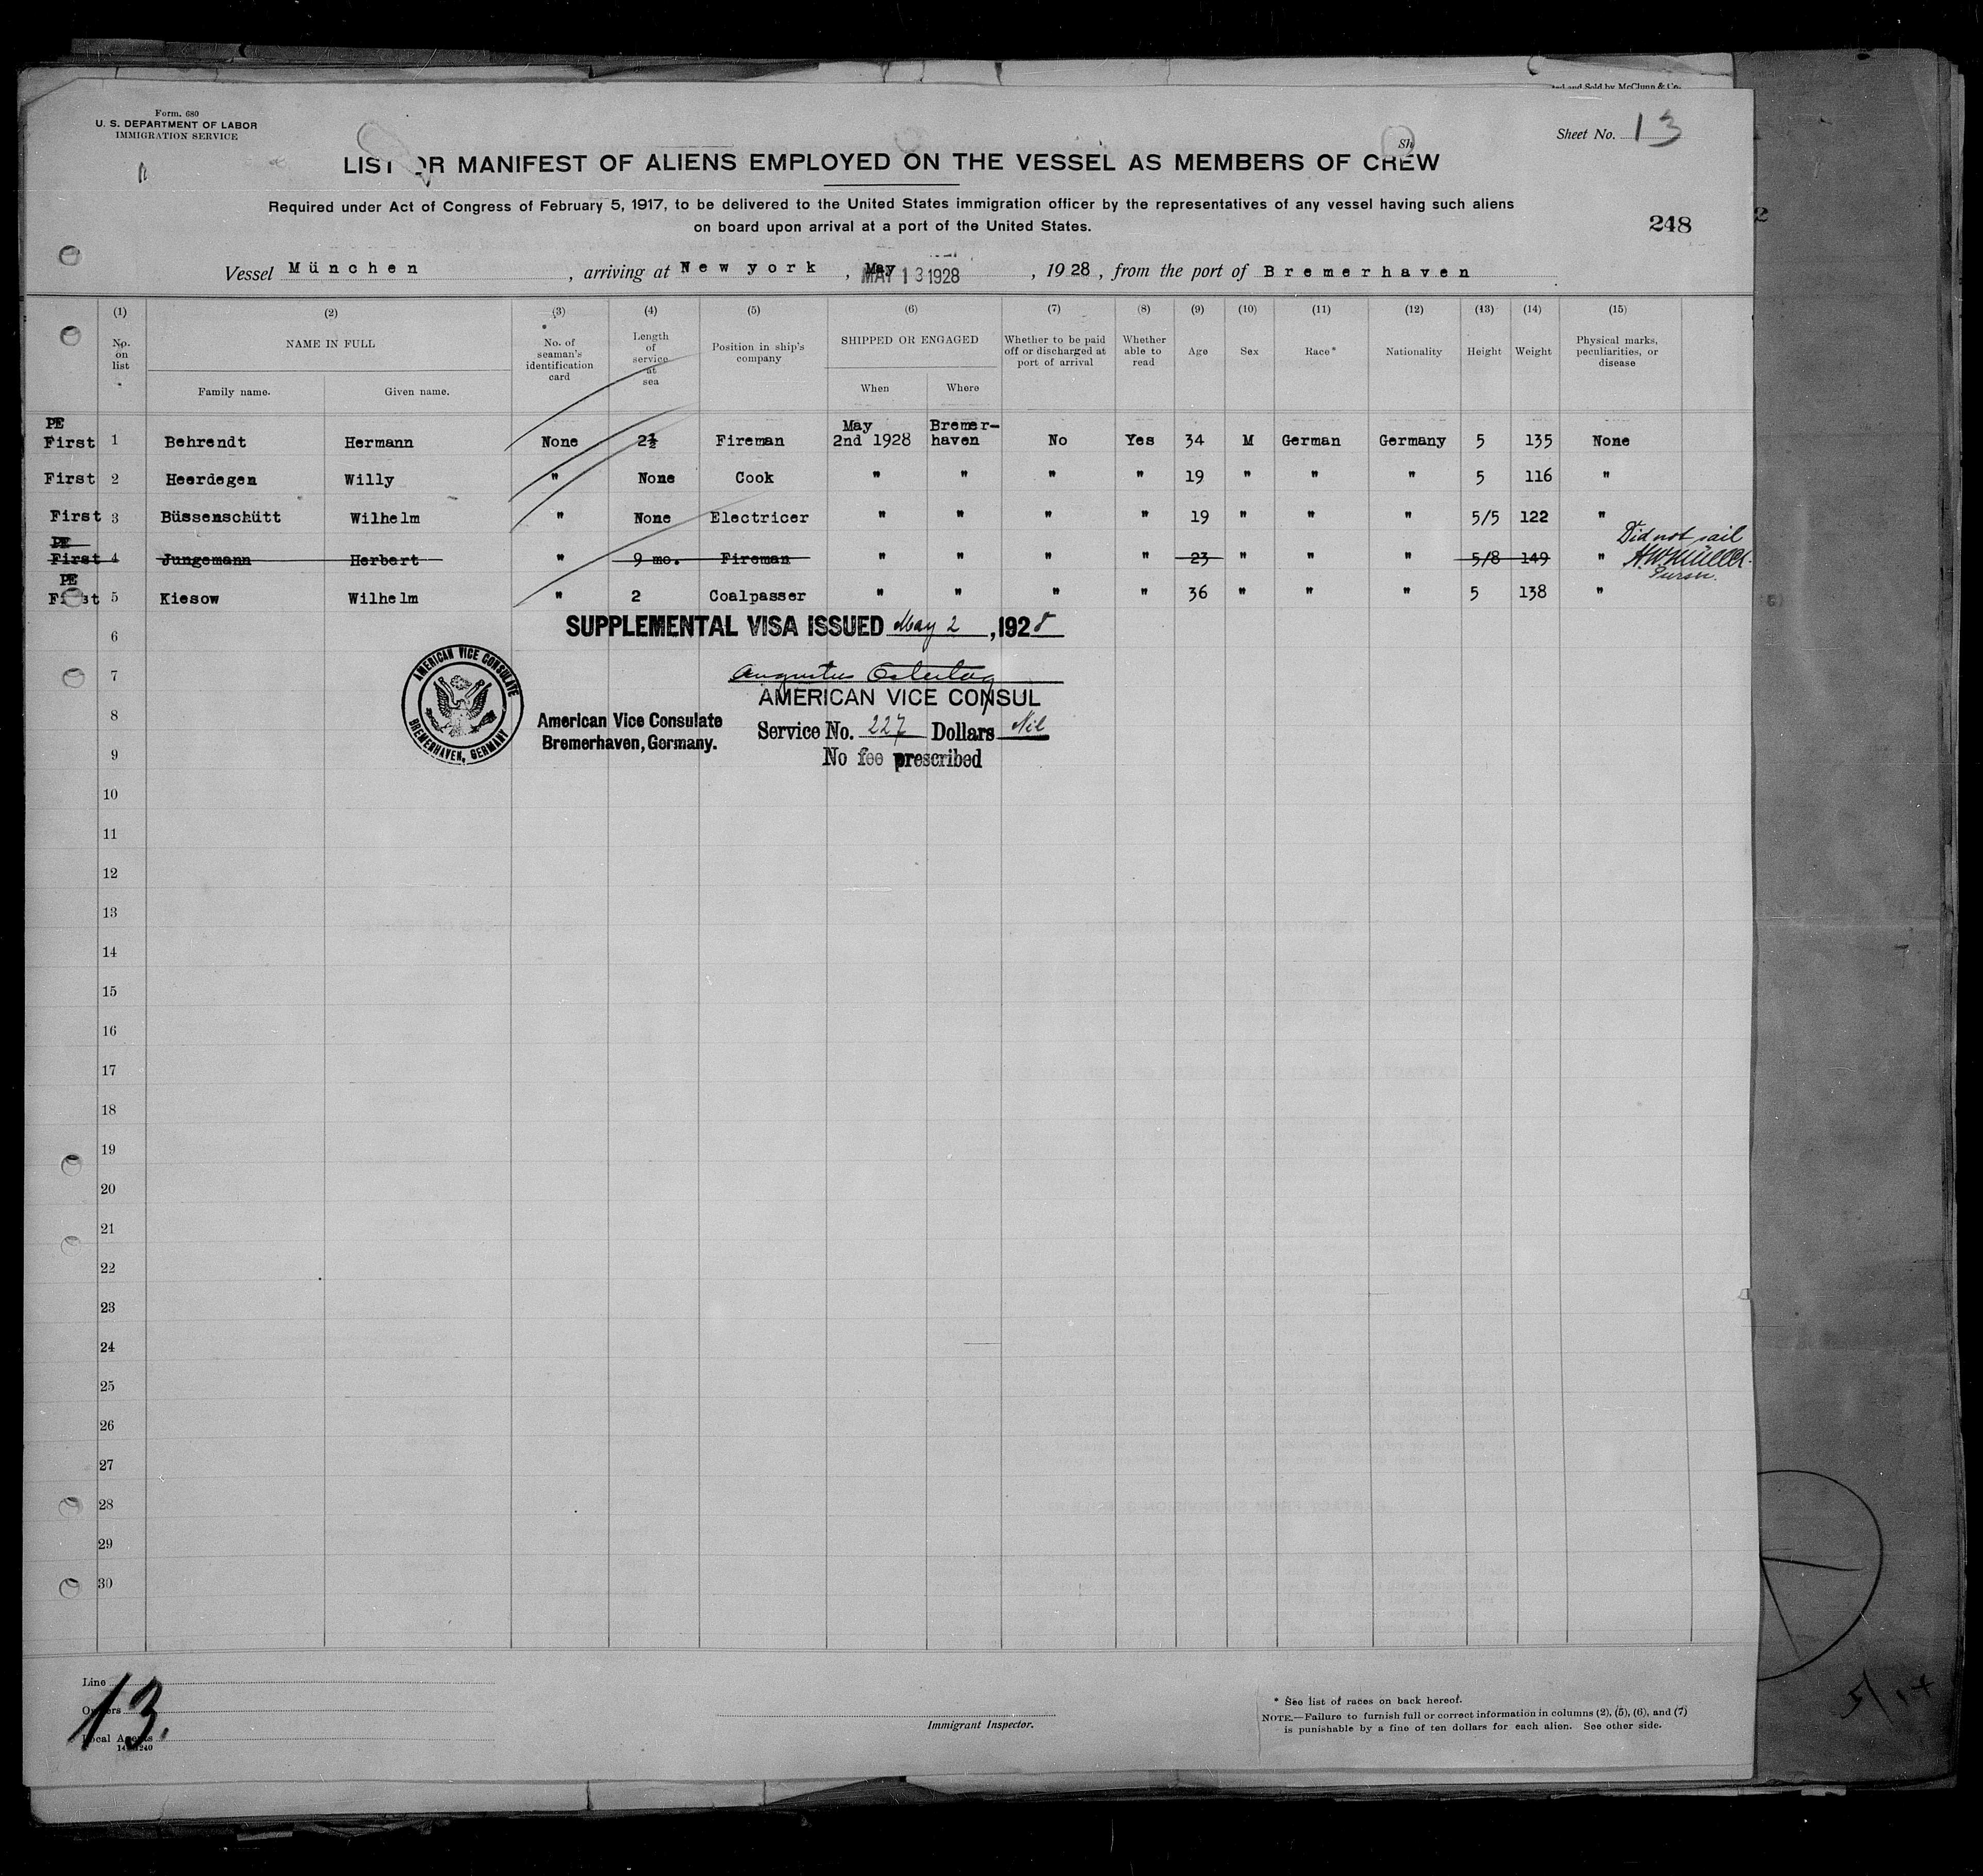 ted and Sold by McClunn & Co.
Form. 680
U. S. DEPARTMENT OF LABOR
IMMIGRATION SERVICE
Sheet No. 13
Sh
LIST OR MANIFEST OF ALIENS EMPLOYED ON THE VESSEL AS MEMBERS OF CREW
Required under Act of Congress of February 5, 1917, to be delivered to the United States immigration officer by the representatives of any vessel having such aliens
on board upon arrival at a port of the United States.
248
2
Vessel München, arriving at New york, May MAY 13 1928, 1928, from the port of Bremerhaven
(1) (2) (3) (4) (5) (6) (7) (8) (9) (10) (11) (12) (13) (14) (15)
No. on list
NAME IN FULL
Family name. Given name.
No. of seaman's identification card
Length of service at sea
Position in ship's company
SHIPPED OR ENGAGED
When Where
Whether to be paid off or discharged at port of arrival
Whether able to read
Age
Sex
Race*
Nationality
Height
Weight
Physical marks, peculiarities, or disease
PE
First 1 Behrendt Hermann None 2½ Fireman May 2nd 1928 Bremer-haven No Yes 34 M German Germany 5 135 None
First 2 Heerdegen Willy " None Cook " " " " 19 " " " 5 116 "
First 3 Büssenschütt Wilhelm " None Electricer " " " " 19 " " " 5/5 122 "
PE
First 4 Jungemann Herbert " 9 mo. Fireman " " " " 23 " " " 5/8 149 " Did not sail
H.W.Müller.
Purser.
PE
First 5 Kiesow Wilhelm " 2 Coalpasser " " " " 36 " " " 5 138 "
6
SUPPLEMENTAL VISA ISSUED May 2, 1928
7
Augustus Ostertag
AMERICAN VICE CONSUL
8
AMERICAN VICE CONSULATE
BREMERHAVEN, GERMANY
American Vice Consulate
Bremerhaven, Germany.
Service No. 227 Dollars Nil
No fee prescribed
9
10
11
12
13
14
15
16
17
18
19
20
21
22
23
24
25
26
27
28
29
30
Line
Owners
Local Agents
13.
Immigrant Inspector.
* See list of races on back hereof.
NOTE.—Failure to furnish full or correct information in columns (2), (5), (6), and (7)
is punishable by a fine of ten dollars for each alien. See other side.